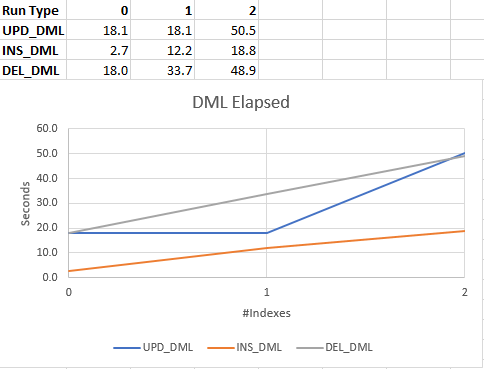 Run Type 0 1 2
UPD_DML 18.1 18.1 50.5
INS_DML 2.7 12.2 18.8
DEL_DML 18.0 33.7 48.9
DML Elapsed
60.0
50.0
40.0
30.0
20.0
10.0
0.0
Seconds
0 1 2
#Indexes
UPD_DML INS_DML DEL_DML